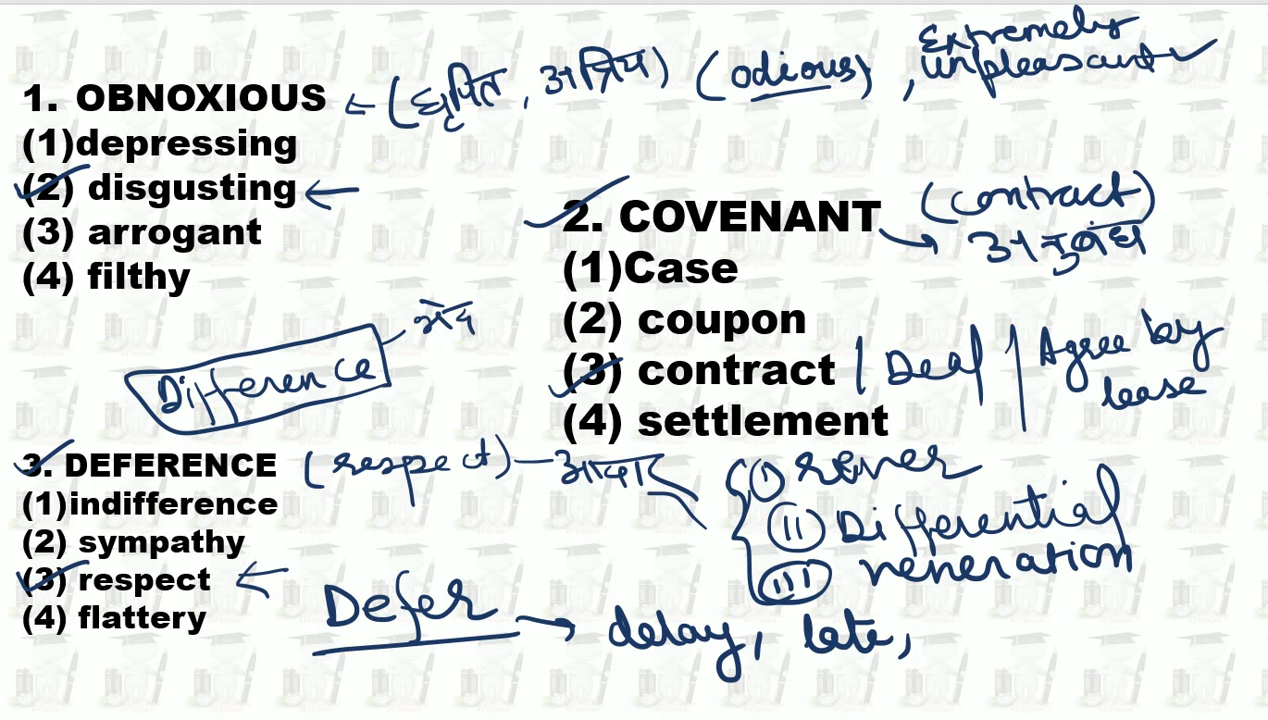 Extremely
1. OBNOXIOUS ← (घृणित, अप्रिय) (odious), unpleasant
(1)depressing
(2) disgusting ←
(3) arrogant
(4) filthy
2. COVENANT → (contract)
अनुबंध
(1)Case
(2) coupon
(3) contract | Deal | Agree by
lease
(4) settlement
Difference
3. DEFERENCE (respect) – आदर
(1)indifference
(2) sympathy
(3) respect ←
(4) flattery
(I) rever
(II) Differential
(III) veneration
Defer → delay, late,